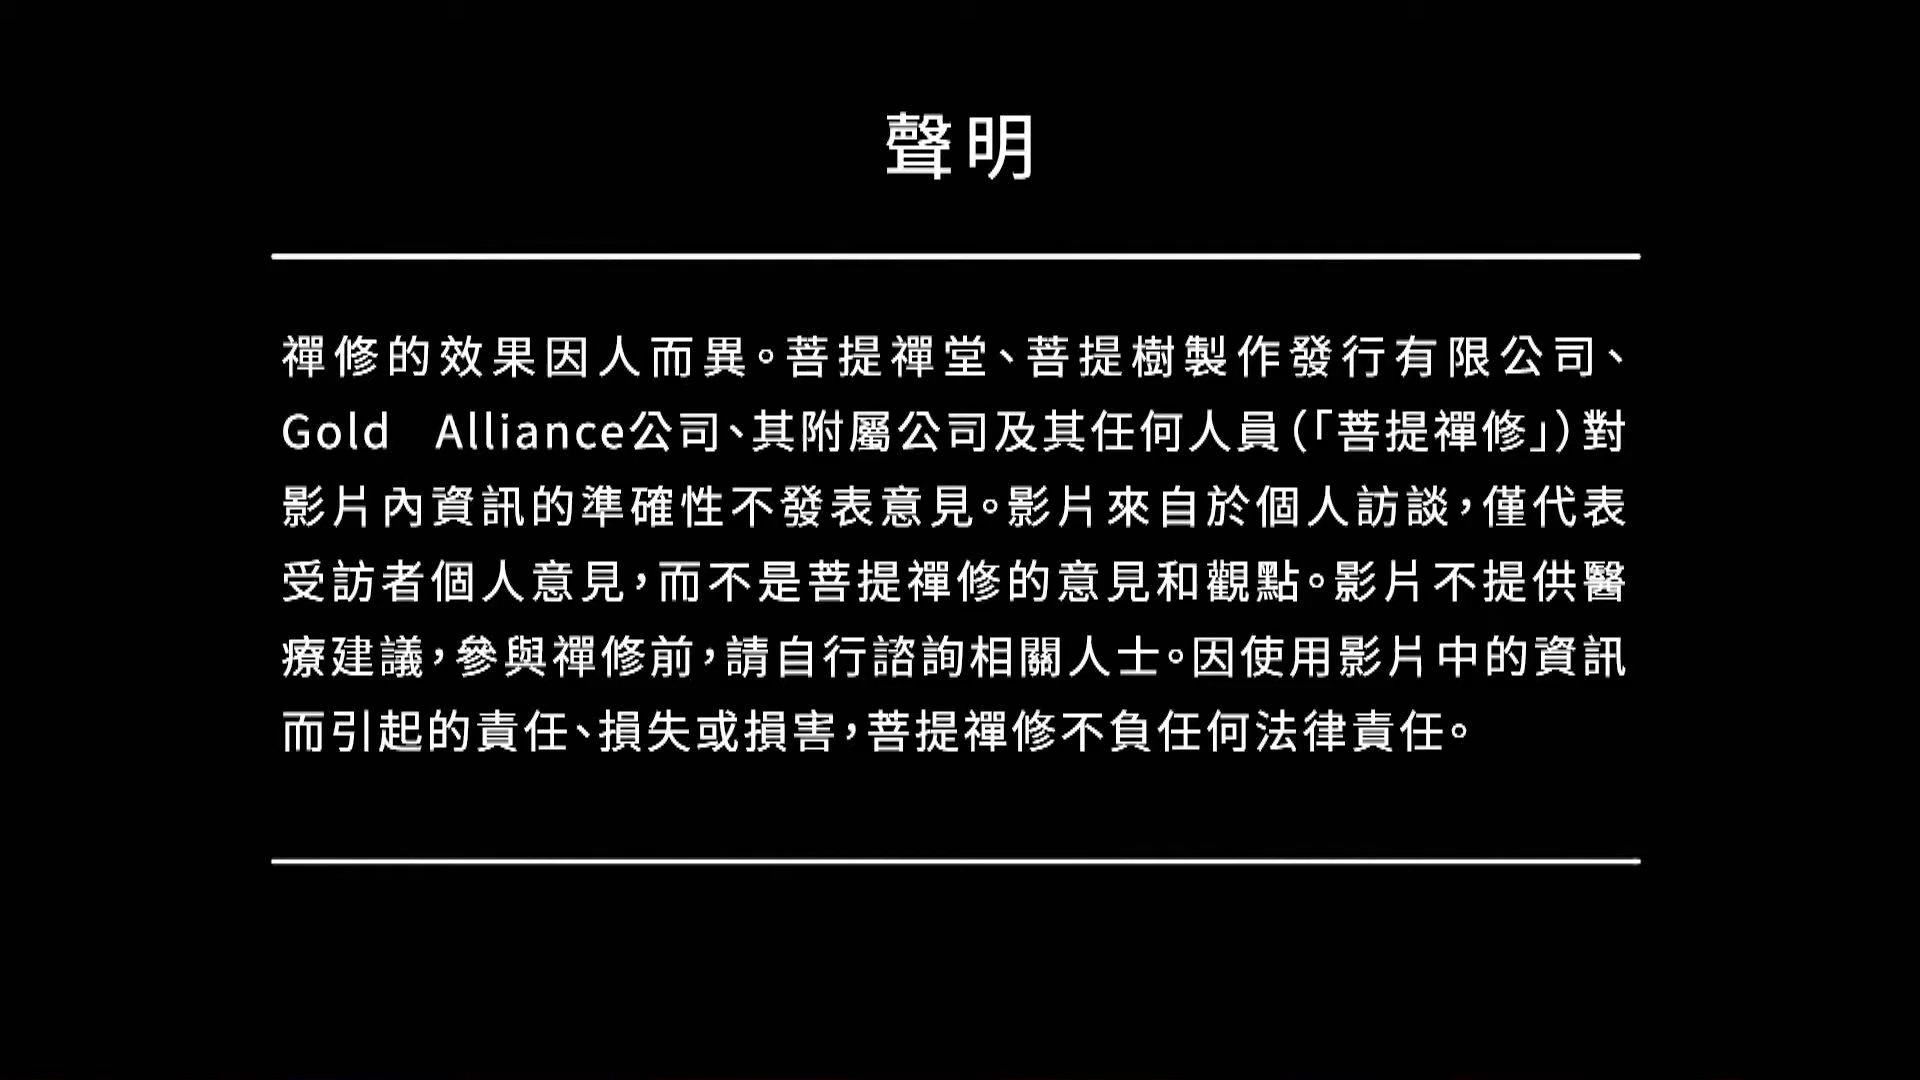 聲明
禪修的效果因人而異。菩提禪堂、菩提樹製作發行有限公司、
Gold Alliance公司、其附屬公司及其任何人員(「菩提禪修」)對
影片內資訊的準確性不發表意見。影片來自於個人訪談，僅代表
受訪者個人意見，而不是菩提禪修的意見和觀點。影片不提供醫
療建議，參與禪修前，請自行諮詢相關人士。因使用影片中的資訊
而引起的責任、損失或損害，菩提禪修不負任何法律責任。